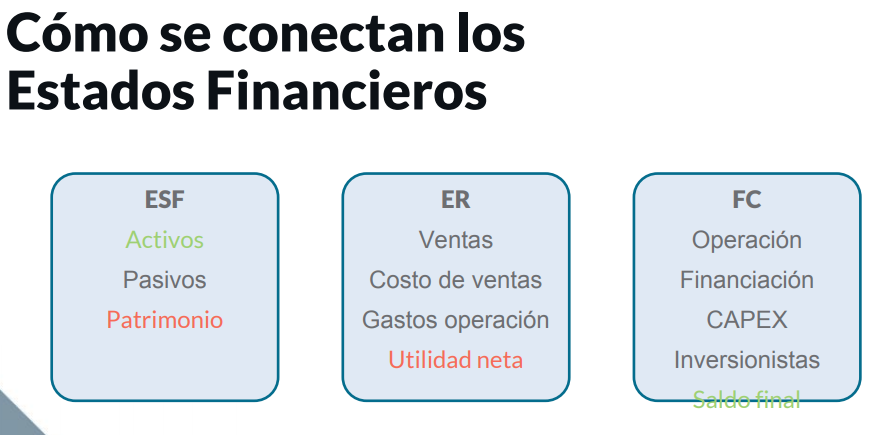 Cómo se conectan los
Estados Financieros
ESF
Activos
Pasivos
Patrimonio
ER
Ventas
Costo de ventas
Gastos operación
Utilidad neta
FC
Operación
Financiación
CAPEX
Inversionistas
Saldo final